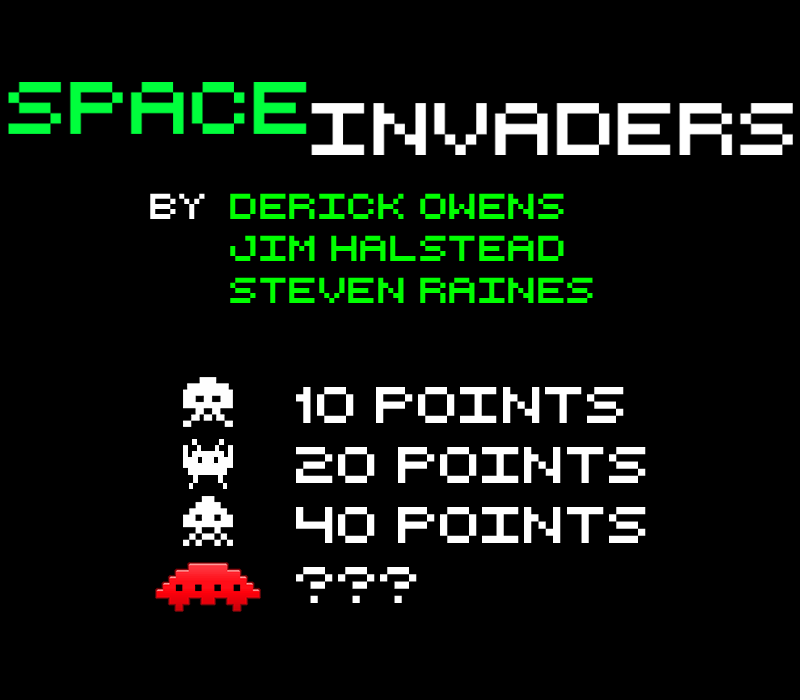 SPACE INVADERS
BY DERICK OWENS
JIM HALSTEAD
STEVEN RAINES
10 POINTS
20 POINTS
40 POINTS
???